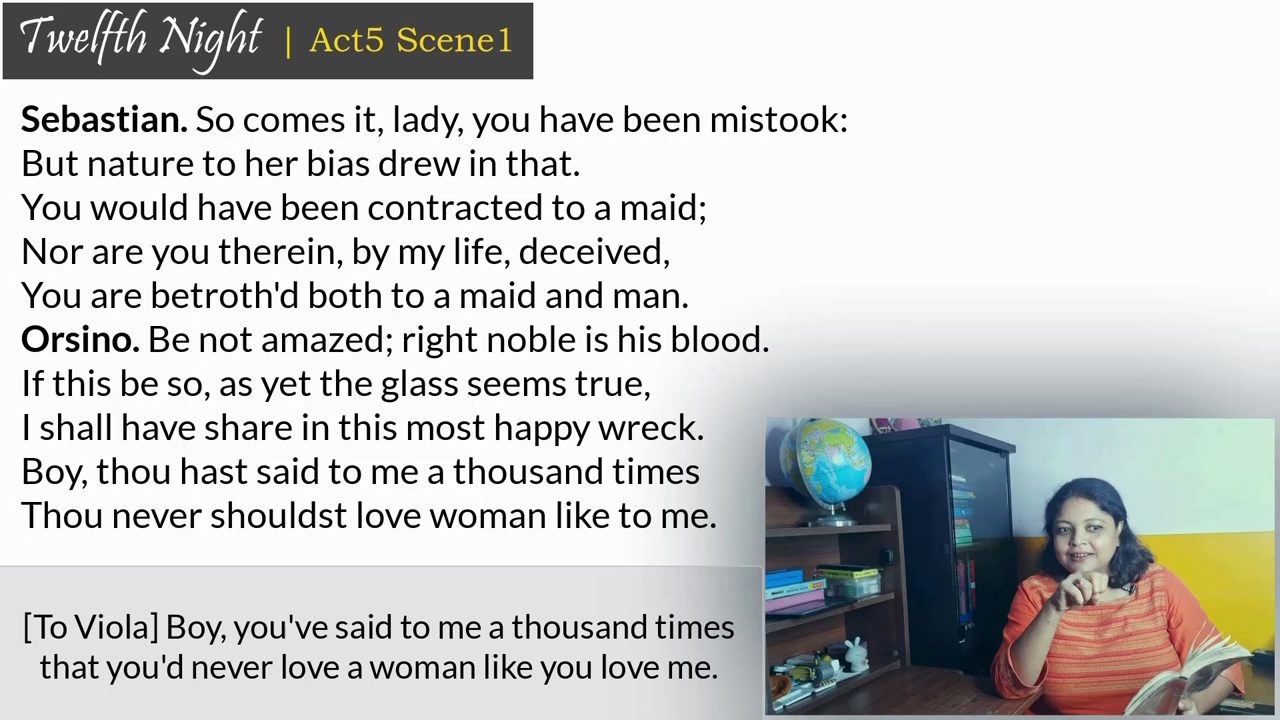 Twelfth Night | Act5 Scene1
Sebastian. So comes it, lady, you have been mistook:
But nature to her bias drew in that.
You would have been contracted to a maid;
Nor are you therein, by my life, deceived,
You are betroth'd both to a maid and man.
Orsino. Be not amazed; right noble is his blood.
If this be so, as yet the glass seems true,
I shall have share in this most happy wreck.
Boy, thou hast said to me a thousand times
Thou never shouldst love woman like to me.
[To Viola] Boy, you've said to me a thousand times
that you'd never love a woman like you love me.